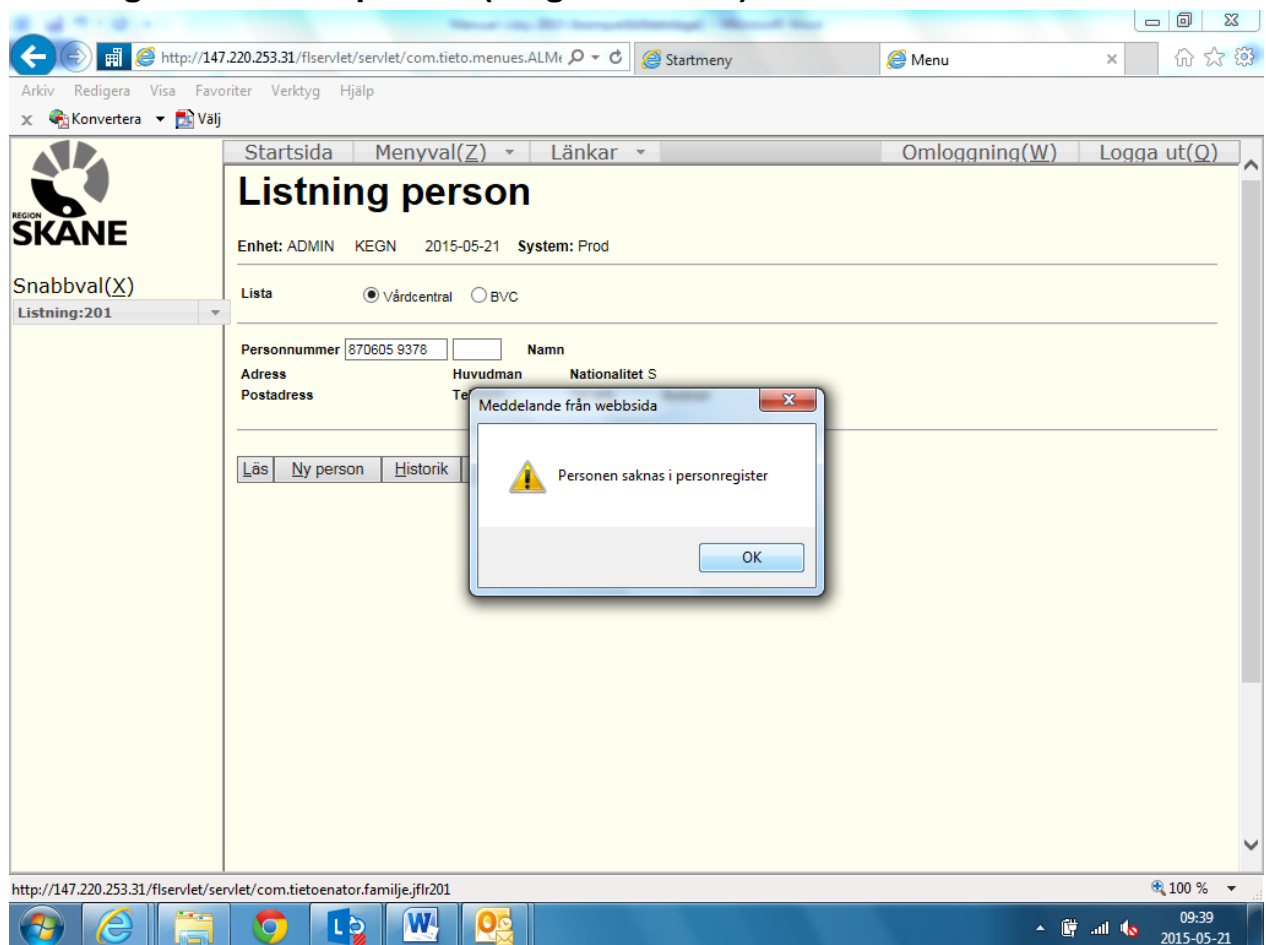 http://147.220.253.31/flservlet/servlet/com.tieto.menues.ALMe
Startmeny
Menu
Arkiv Redigera Visa Favoriter Verktyg Hjälp
x Konvertera Välj
REGION
SKÅNE
Startsida Menyval(Z) Länkar Omloggning(W) Logga ut(Q)
Listning person
Enhet: ADMIN KEGN 2015-05-21 System: Prod
Snabbval(X)
Listning:201
Lista Vårdcentral BVC
Personnummer 870605 9378 Namn
Adress Huvudman Nationalitet S
Postadress
Meddelande från webbsida
Personen saknas i personregister
OK
Läs Ny person Historik
http://147.220.253.31/flservlet/servlet/com.tietoenator.familje.jflr201
100 %
09:39
2015-05-21